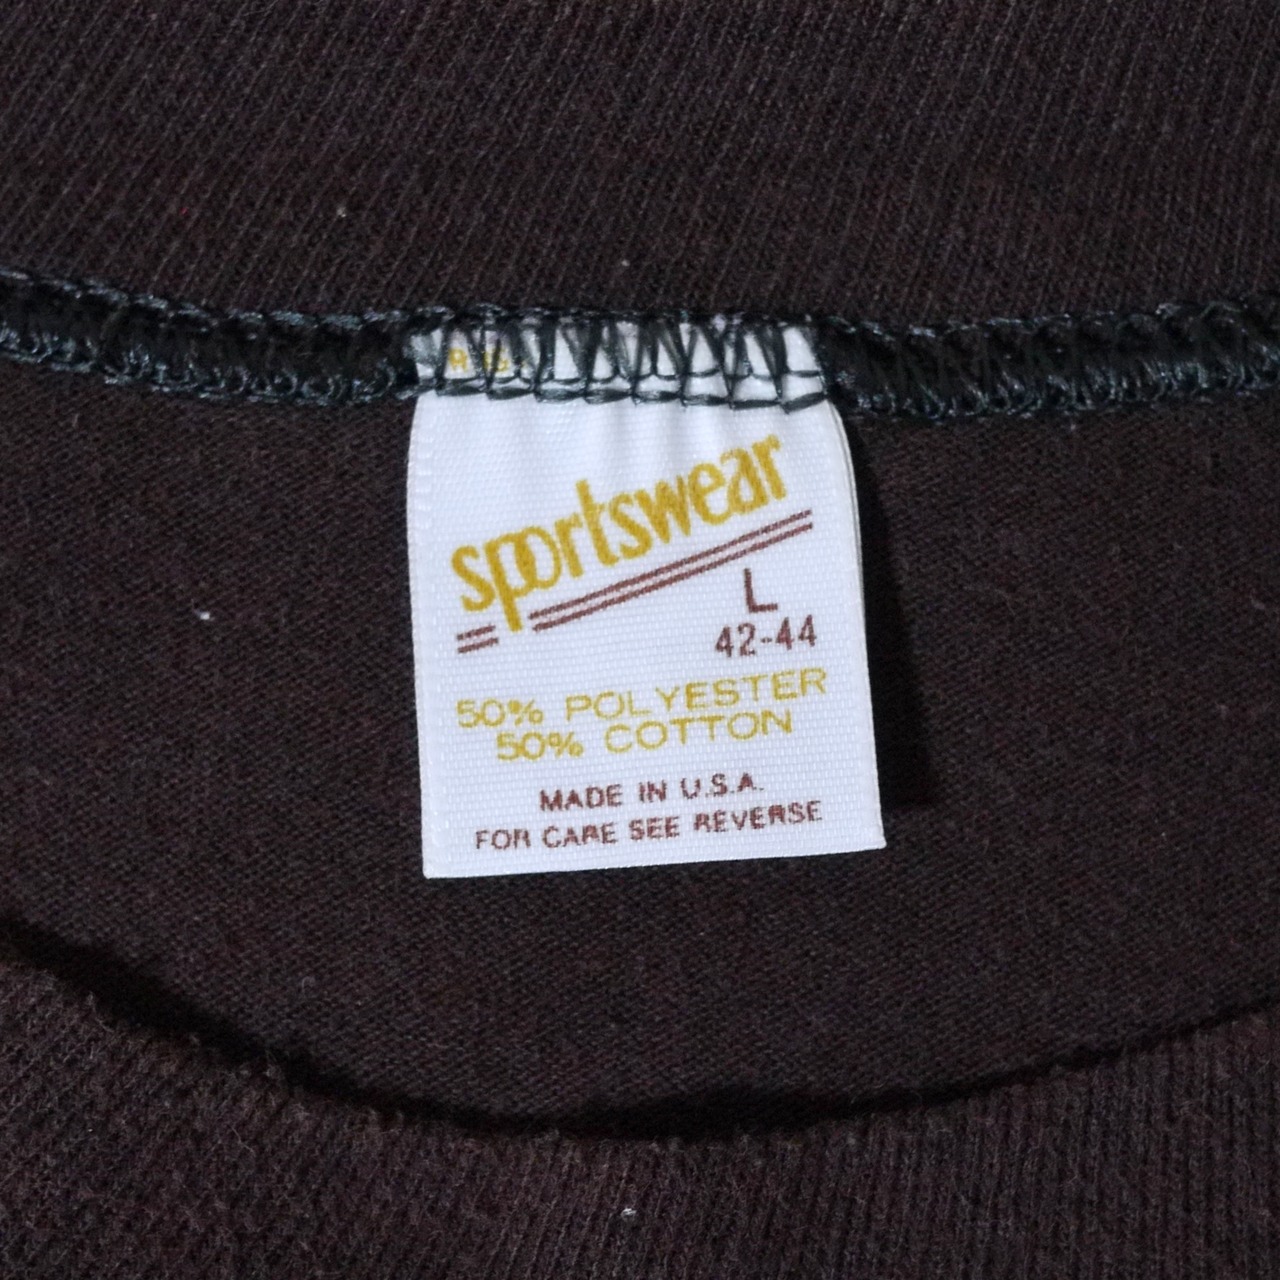 sportswear
L
42-44
50% POLYESTER
50% COTTON
MADE IN U.S.A.
FOR CARE SEE REVERSE